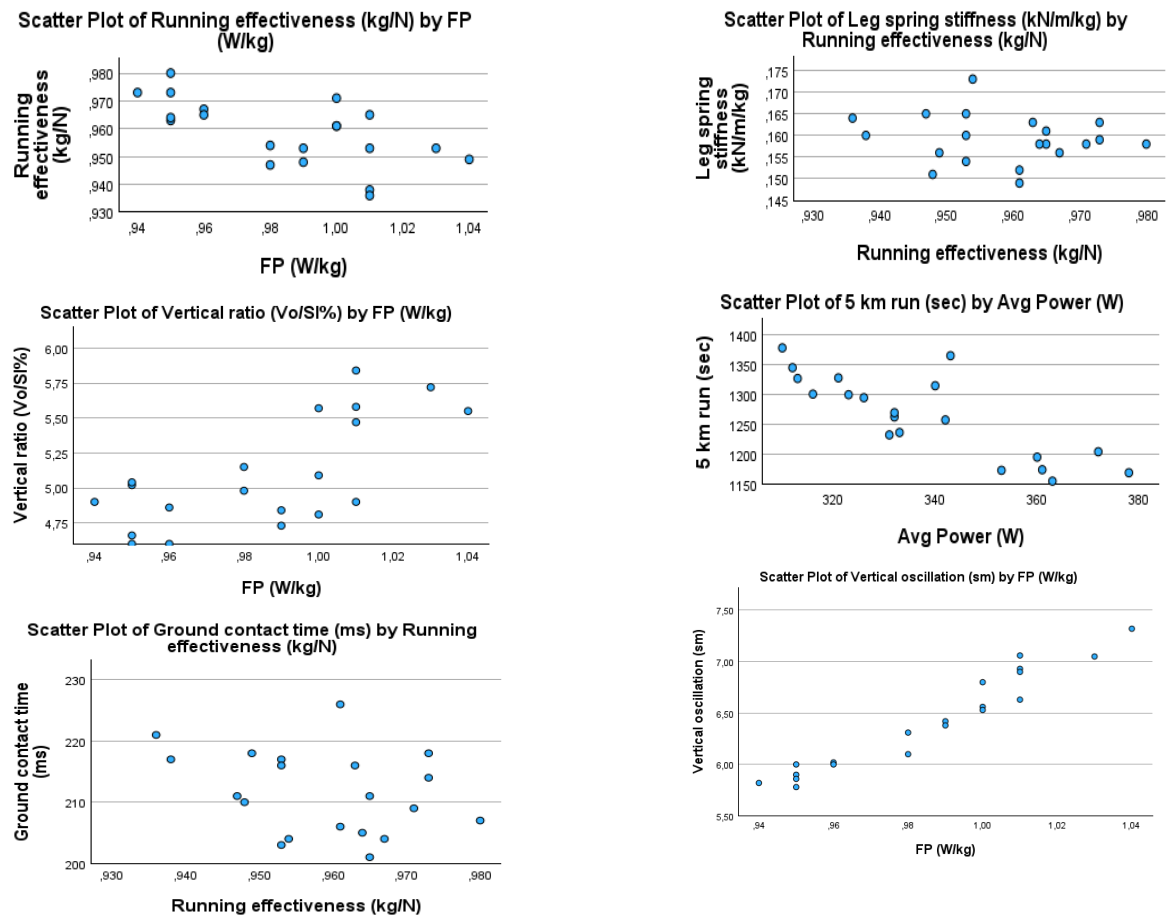 Scatter Plot of Running effectiveness (kg/N) by FP
(W/kg)
Running
effectiveness
(kg/N)
,980
,970
,960
,950
,940
,930
,94
,96
,98
1,00
1,02
1,04
FP (W/kg)
Scatter Plot of Leg spring stiffness (kN/m/kg) by
Running effectiveness (kg/N)
Leg spring
stiffness
(kN/m/kg)
,175
,170
,165
,160
,155
,150
,145
,930
,940
,950
,960
,970
,980
Running effectiveness (kg/N)
Scatter Plot of Vertical ratio (Vo/Sl%) by FP (W/kg)
Vertical ratio (Vo/Sl%)
6,00
5,75
5,50
5,25
5,00
4,75
,94
,96
,98
1,00
1,02
1,04
FP (W/kg)
Scatter Plot of 5 km run (sec) by Avg Power (W)
5 km run (sec)
1400
1350
1300
1250
1200
1150
320
340
360
380
Avg Power (W)
Scatter Plot of Ground contact time (ms) by Running
effectiveness (kg/N)
Ground contact time
(ms)
230
220
210
200
,930
,940
,950
,960
,970
,980
Running effectiveness (kg/N)
Scatter Plot of Vertical oscillation (sm) by FP (W/kg)
Vertical oscillation (sm)
7,50
7,00
6,50
6,00
5,50
,94
,96
,98
1,00
1,02
1,04
FP (W/kg)